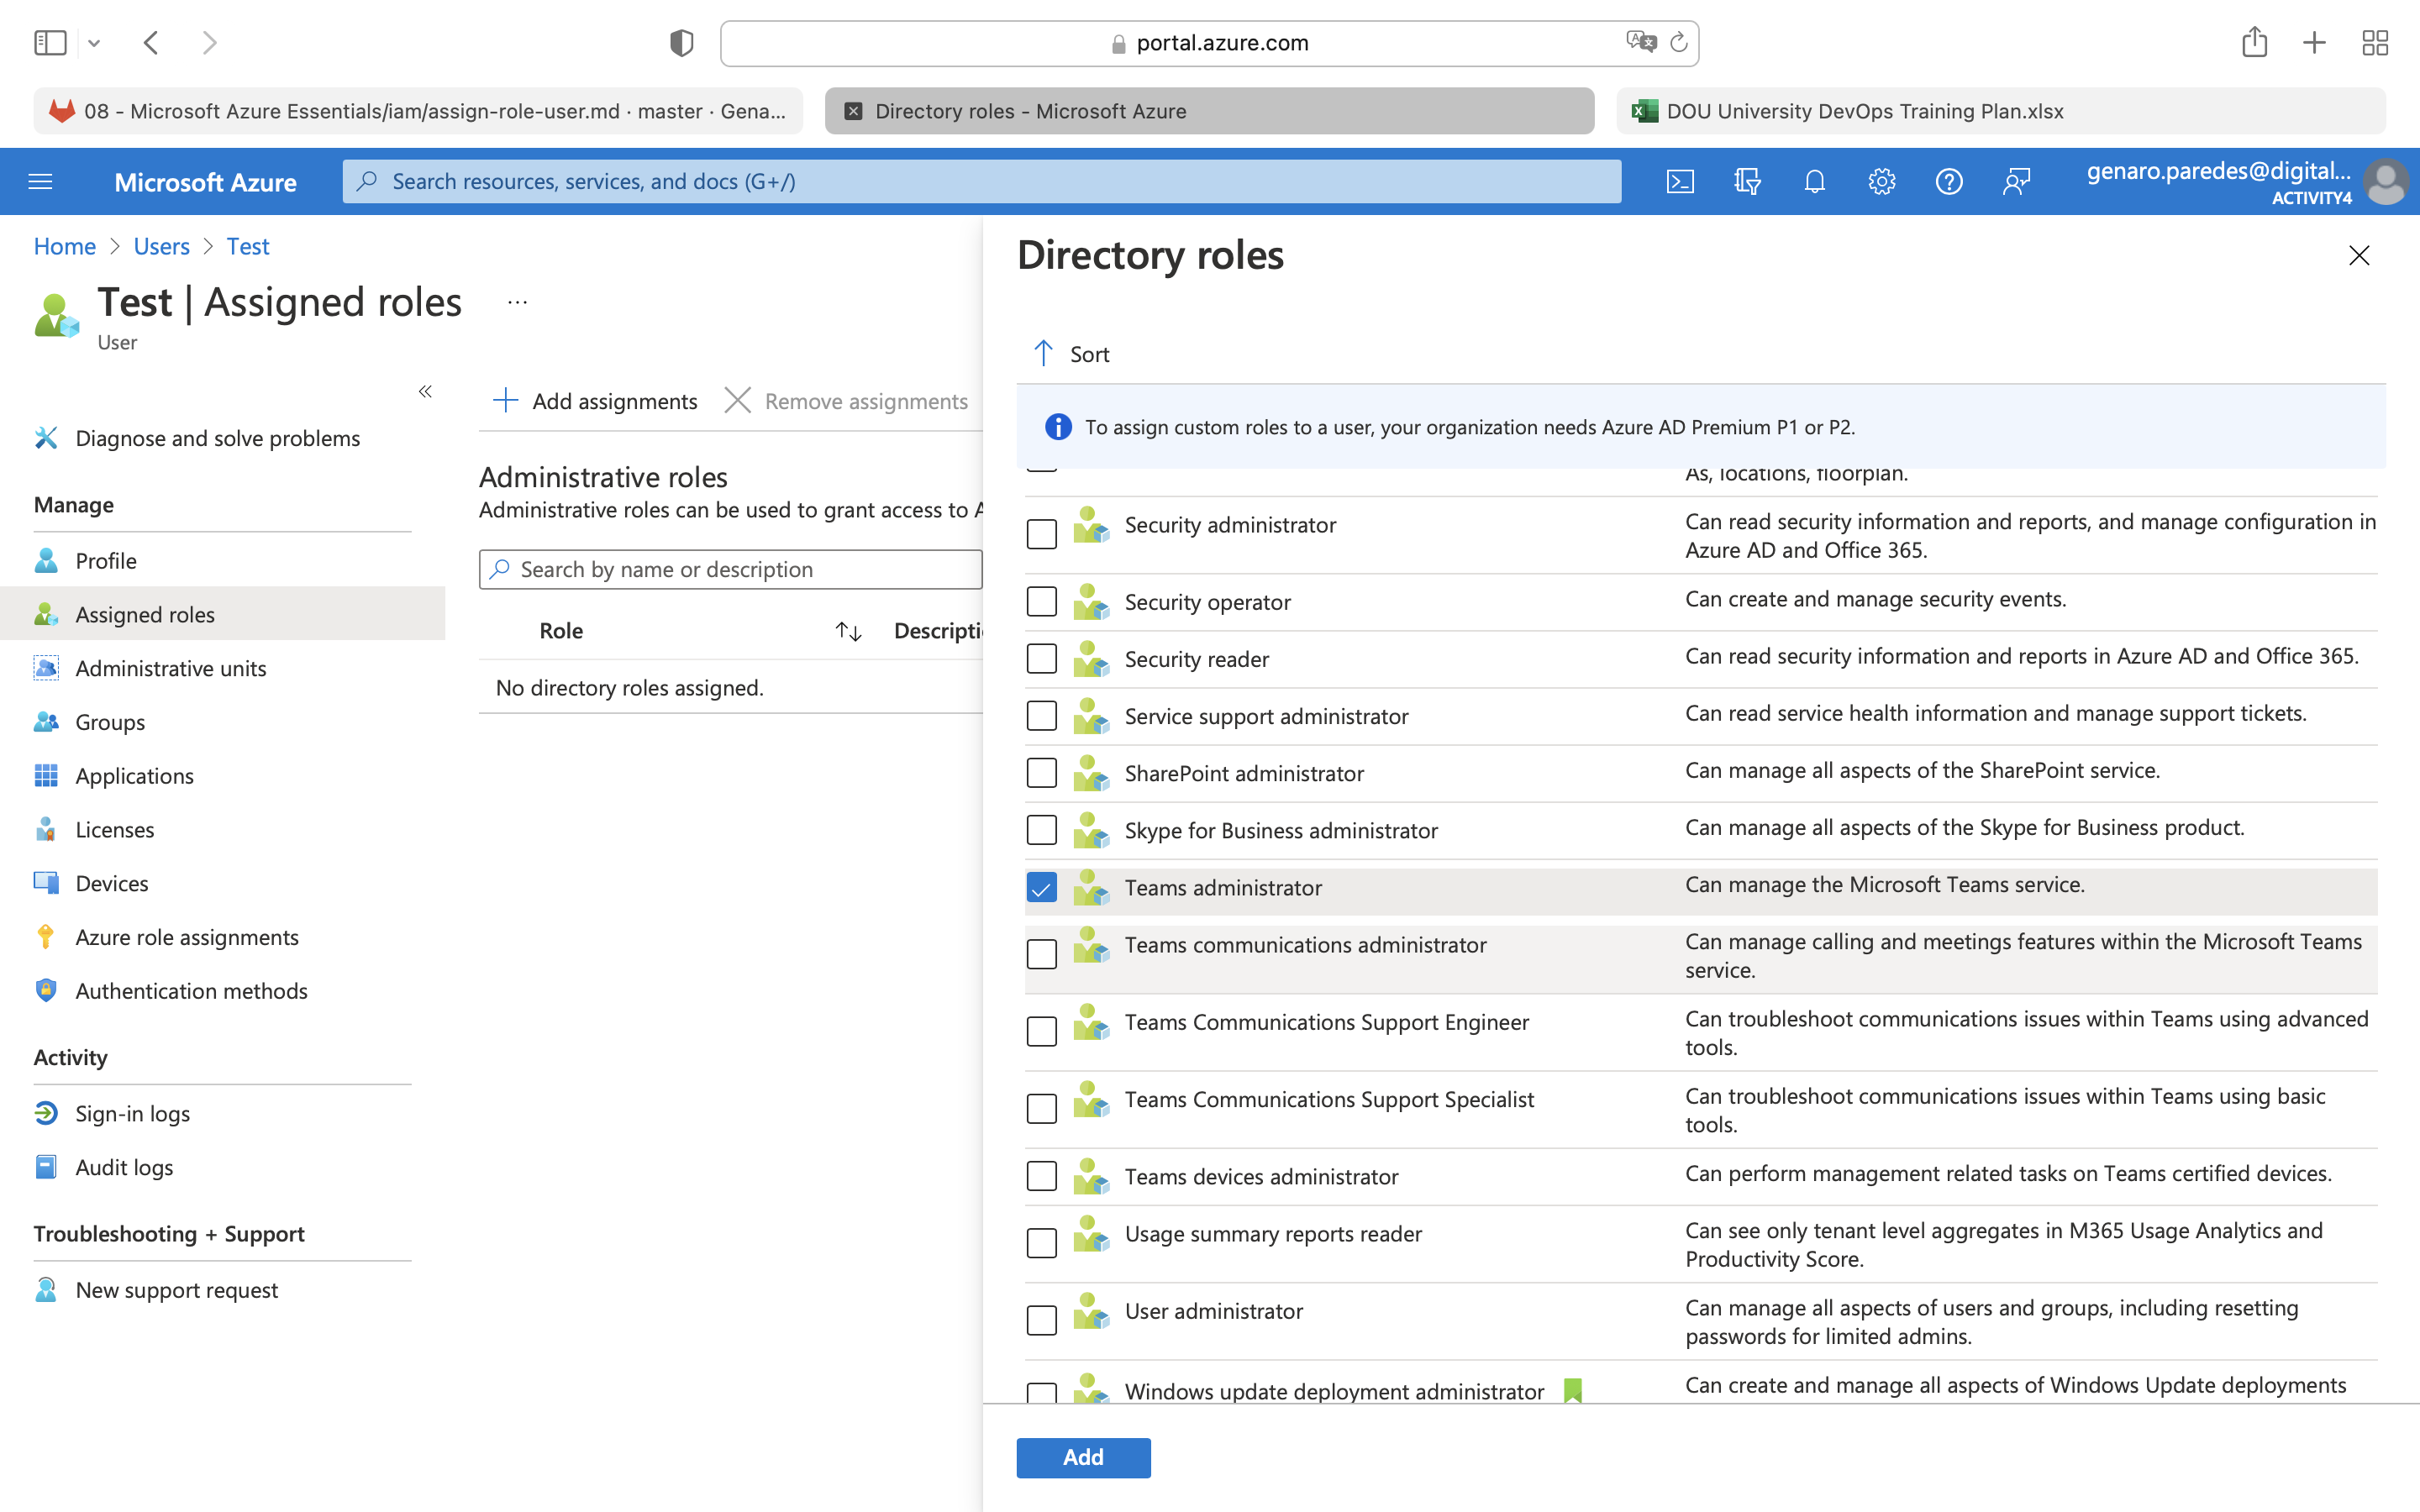 portal.azure.com
08 - Microsoft Azure Essentials/iam/assign-role-user.md · master · Gena...
Directory roles - Microsoft Azure
DOU University DevOps Training Plan.xlsx
Microsoft Azure
Search resources, services, and docs (G+/)
genaro.paredes@digital...
ACTIVITY4
Home > Users > Test
Test | Assigned roles ...
User
«
Diagnose and solve problems
Manage
Profile
Assigned roles
Administrative units
Groups
Applications
Licenses
Devices
Azure role assignments
Authentication methods
Activity
Sign-in logs
Audit logs
Troubleshooting + Support
New support request
Add assignments
Remove assignments
Administrative roles
Administrative roles can be used to grant access to A
Search by name or description
Role
Descripti
No directory roles assigned.
Directory roles
Sort
To assign custom roles to a user, your organization needs Azure AD Premium P1 or P2.
As, locations, floorplan.
Security administrator
Can read security information and reports, and manage configuration in
Azure AD and Office 365.
Security operator
Can create and manage security events.
Security reader
Can read security information and reports in Azure AD and Office 365.
Service support administrator
Can read service health information and manage support tickets.
SharePoint administrator
Can manage all aspects of the SharePoint service.
Skype for Business administrator
Can manage all aspects of the Skype for Business product.
Teams administrator
Can manage the Microsoft Teams service.
Teams communications administrator
Can manage calling and meetings features within the Microsoft Teams
service.
Teams Communications Support Engineer
Can troubleshoot communications issues within Teams using advanced
tools.
Teams Communications Support Specialist
Can troubleshoot communications issues within Teams using basic
tools.
Teams devices administrator
Can perform management related tasks on Teams certified devices.
Usage summary reports reader
Can see only tenant level aggregates in M365 Usage Analytics and
Productivity Score.
User administrator
Can manage all aspects of users and groups, including resetting
passwords for limited admins.
Windows update deployment administrator
Can create and manage all aspects of Windows Update deployments
Add